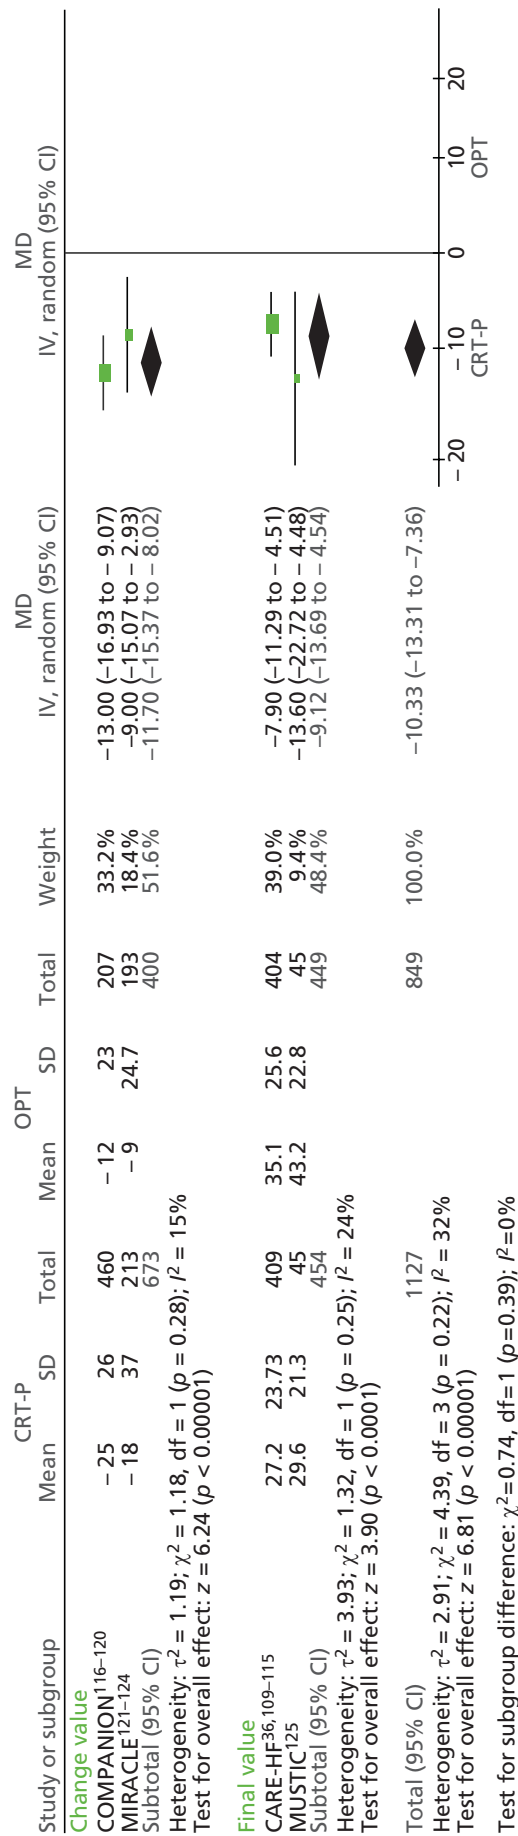 CRT-P OPT MD MD
Study or subgroup Mean SD Total Mean SD Total Weight IV, random (95% CI) IV, random (95% CI)
Change value
COMPANION116–120 −25 26 460 −12 23 207 33.2% −13.00 (−16.93 to −9.07)
MIRACLE121–124 −18 37 213 −9 24.7 193 18.4% −9.00 (−15.07 to −2.93)
Subtotal (95% CI) 673 400 51.6% −11.70 (−15.37 to −8.02)
Heterogeneity: τ2 = 1.19; χ2 = 1.18, df = 1 (p = 0.28); I2 = 15%
Test for overall effect: z = 6.24 (p < 0.00001)
Final value
CARE-HF36,109–115 27.2 23.73 409 35.1 25.6 404 39.0% −7.90 (−11.29 to −4.51)
MUSTIC125 29.6 21.3 45 43.2 22.8 45 9.4% −13.60 (−22.72 to −4.48)
Subtotal (95% CI) 454 449 48.4% −9.12 (−13.69 to −4.54)
Heterogeneity: τ2 = 3.93; χ2 = 1.32, df = 1 (p = 0.25); I2 = 24%
Test for overall effect: z = 3.90 (p < 0.0001)
Total (95% CI) 1127 849 100.0% −10.33 (−13.31 to −7.36)
Heterogeneity: τ2 = 2.91; χ2 = 4.39, df = 3 (p = 0.22); I2 = 32%
Test for overall effect: z = 6.81 (p < 0.00001)
Test for subgroup difference: χ2=0.74, df=1 (p=0.39); I2=0%
−20 −10 0 10 20
CRT-P OPT